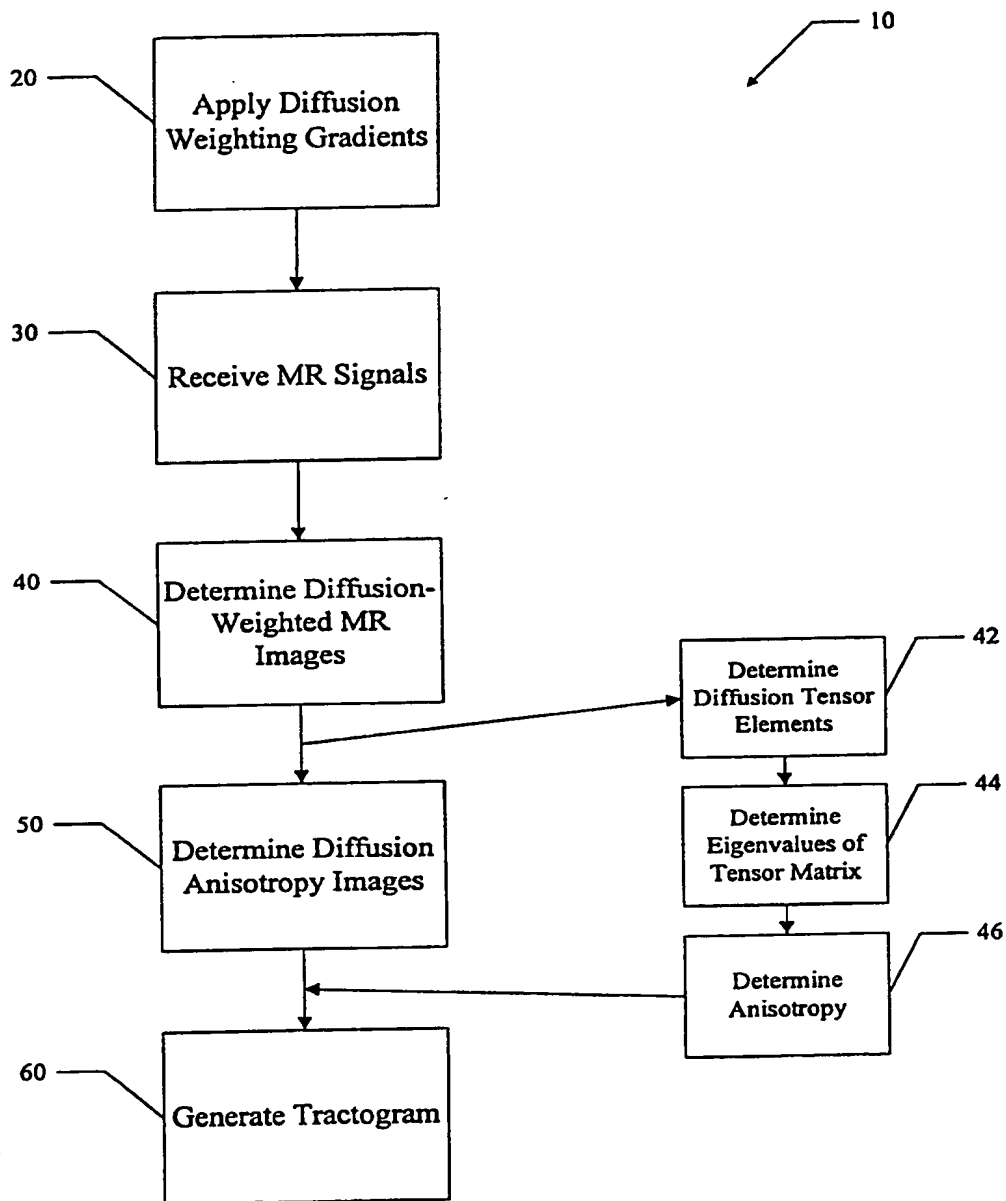 10
20
Apply Diffusion
Weighting Gradients
30
Receive MR Signals
40
Determine Diffusion-
Weighted MR
Images
42
Determine
Diffusion Tensor
Elements
44
Determine
Eigenvalues of
Tensor Matrix
50
Determine Diffusion
Anisotropy Images
46
Determine
Anisotropy
60
Generate Tractogram